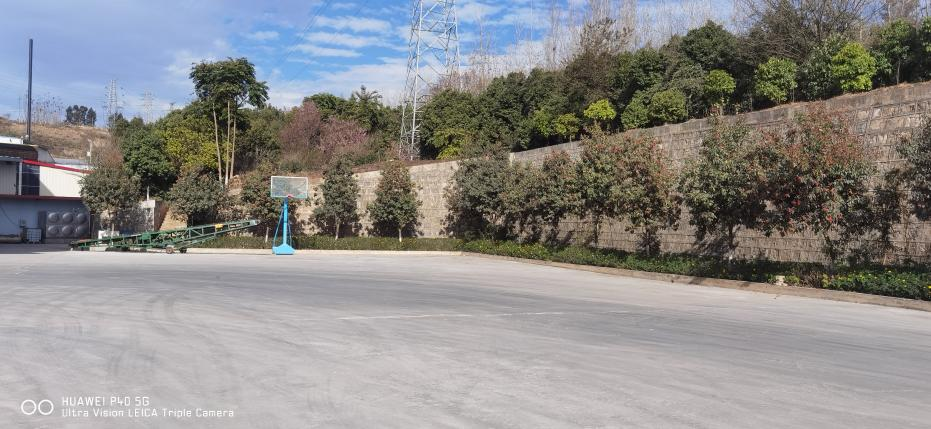 HUAWEI P40 5G
Ultra Vision LEICA Triple Camera